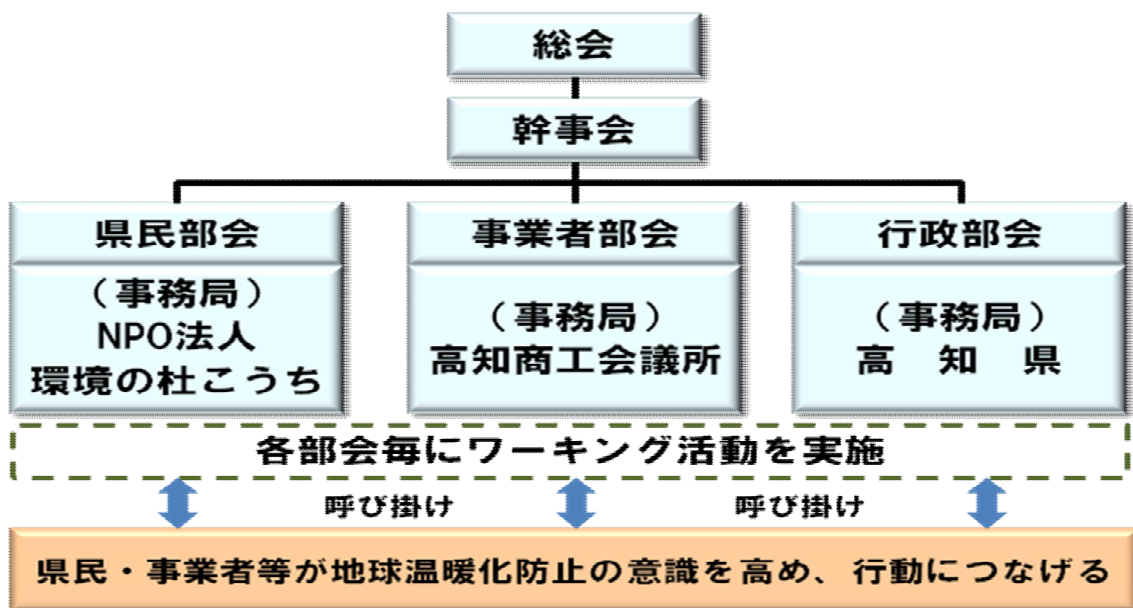 総会
幹事会
県民部会
(事務局)
NPO法人
環境の杜こうち
事業者部会
(事務局)
高知商工会議所
行政部会
(事務局)
高 知 県
各部会毎にワーキング活動を実施
呼び掛け
呼び掛け
県民・事業者等が地球温暖化防止の意識を高め、行動につなげる